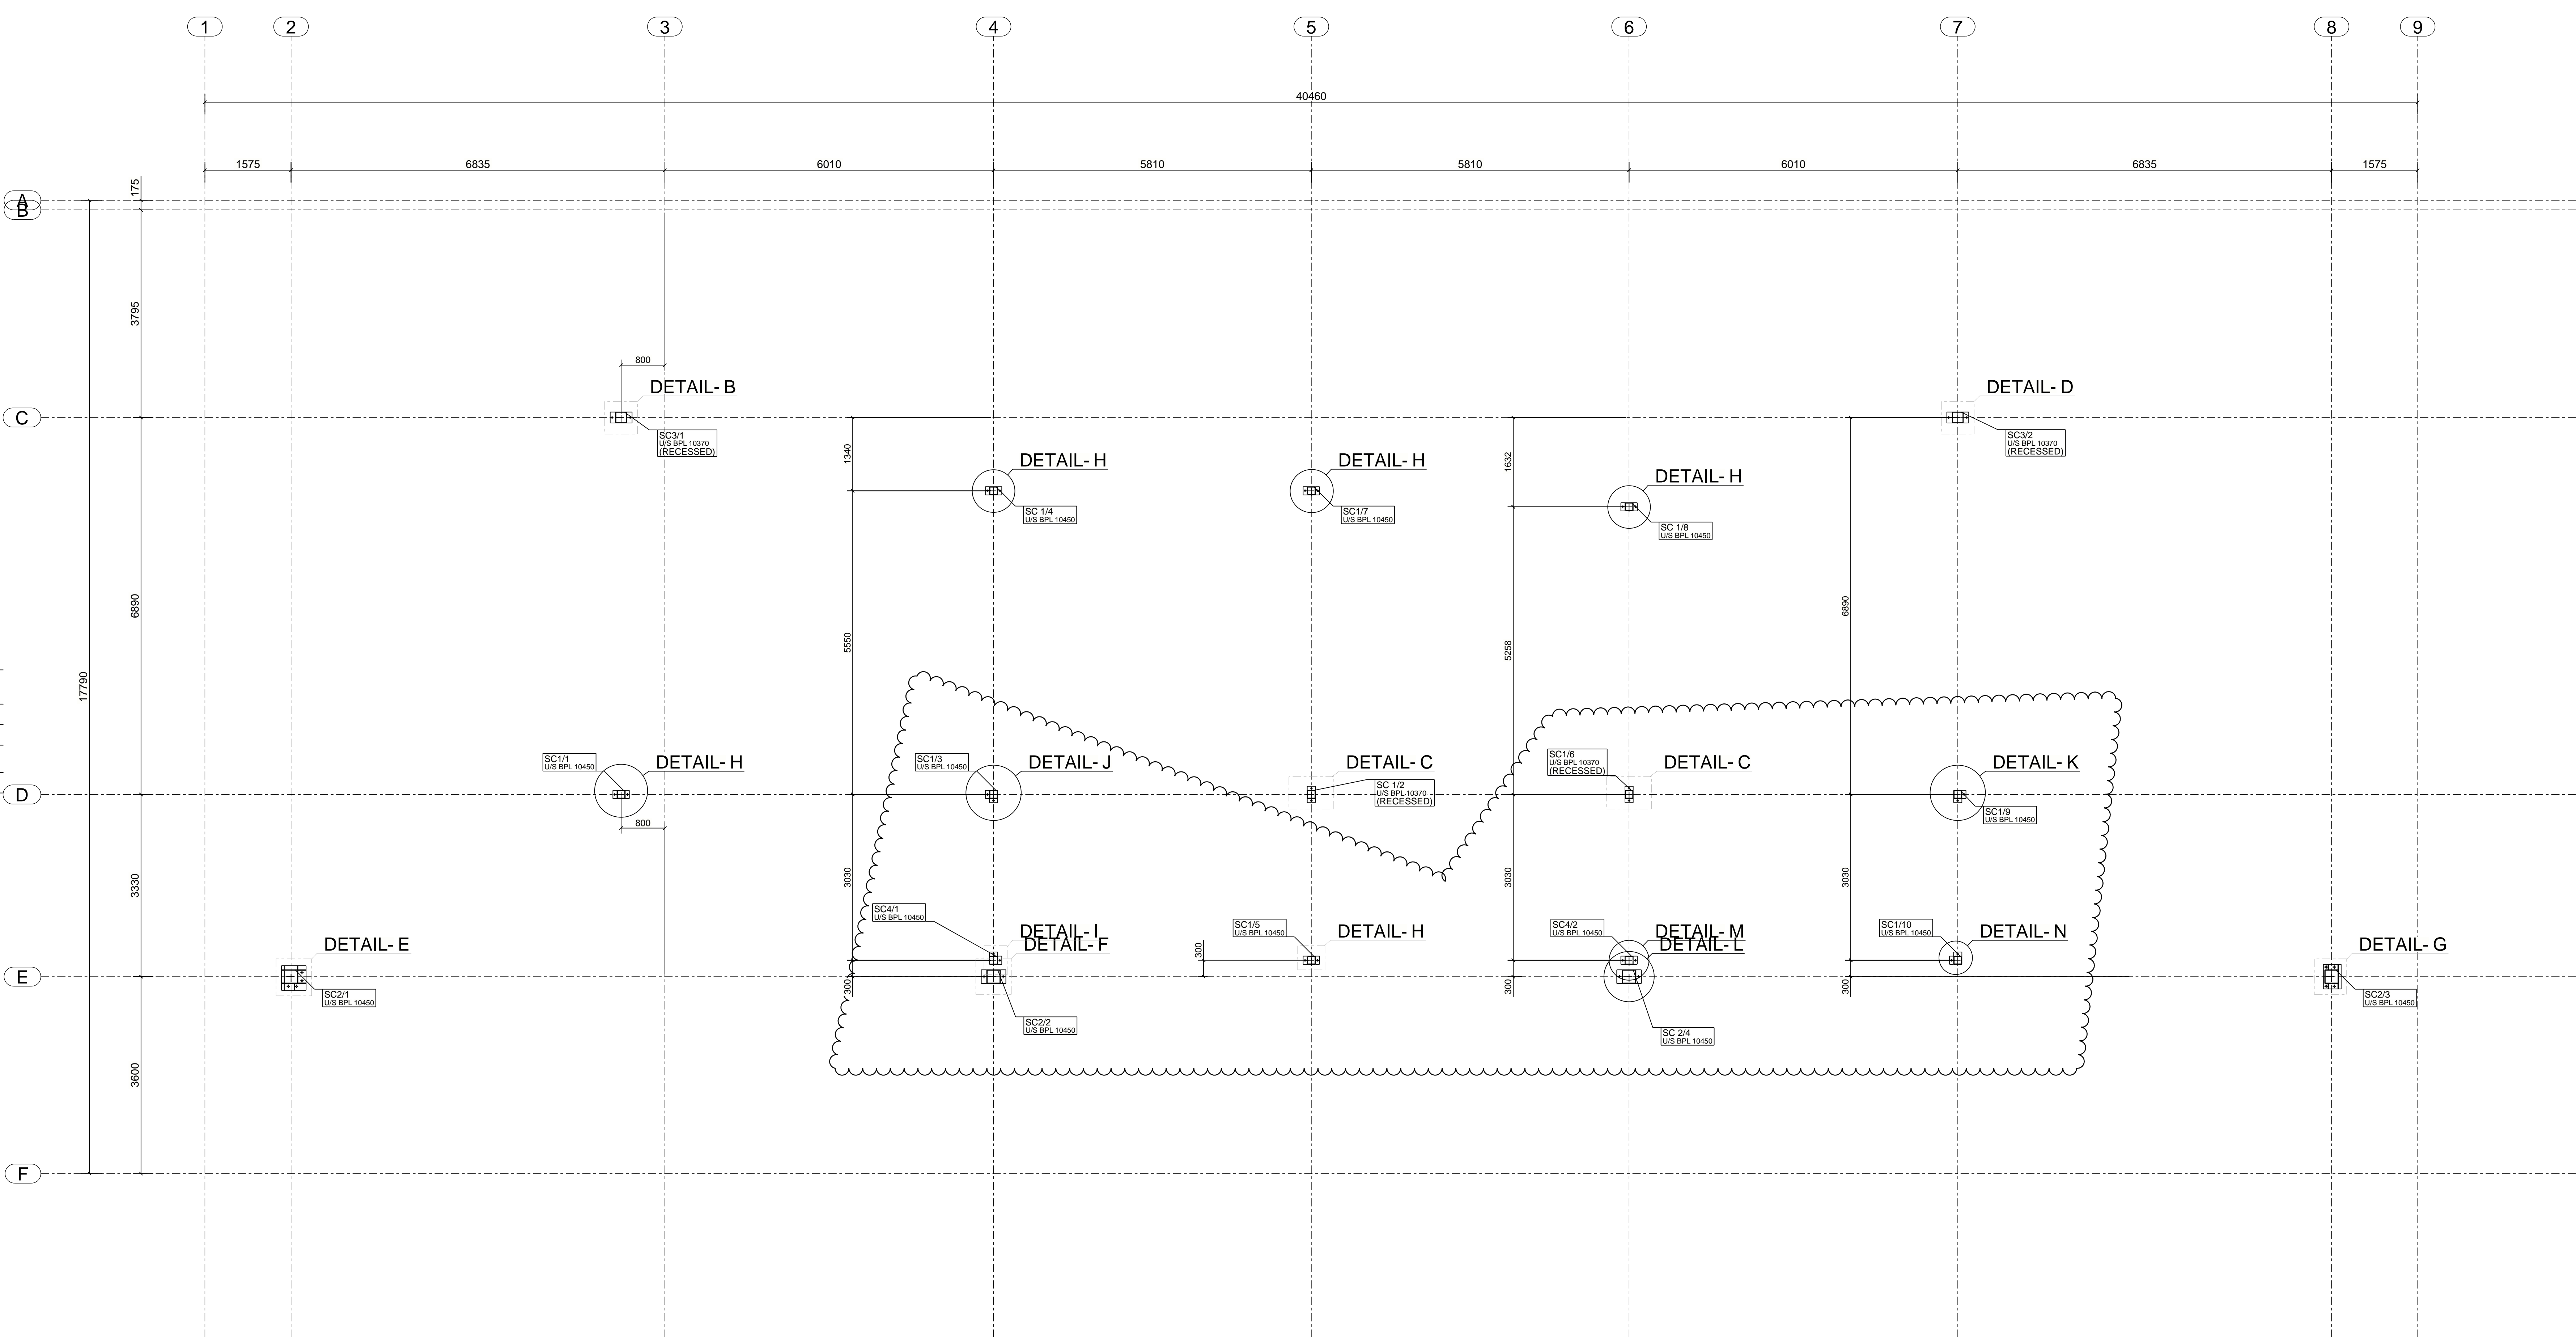 1 2 3 4 5 6 7 8 9
40460
1575 6835 6010 5810 5810 6010 6835 1575
175
A
B
3795
800
DETAIL- B
DETAIL- D
C
SC3/1
U/S BPL 10370
(RECESSED)
SC3/2
U/S BPL 10370
(RECESSED)
1340
1632
DETAIL- H
DETAIL- H
DETAIL- H
SC 1/4
U/S BPL 10450
SC1/7
U/S BPL 10450
SC 1/8
U/S BPL 10450
6890
6890
5550
5258
17790
SC1/1
U/S BPL 10450
DETAIL- H
SC1/3
U/S BPL 10450
DETAIL- J
DETAIL- C
SC1/6
U/S BPL 10370
(RECESSED)
DETAIL- C
DETAIL- K
D
SC 1/2
U/S BPL 10370
(RECESSED)
SC1/9
U/S BPL 10450
800
3330
3030
3030
3030
SC4/1
U/S BPL 10450
DETAIL- I
DETAIL- F
SC1/5
U/S BPL 10450
DETAIL- H
SC4/2
U/S BPL 10450
DETAIL- M
DETAIL- L
SC1/10
U/S BPL 10450
DETAIL- N
DETAIL- E
DETAIL- G
300
E
300
300
300
SC2/1
U/S BPL 10450
SC2/3
U/S BPL 10450
SC2/2
U/S BPL 10450
SC 2/4
U/S BPL 10450
3600
F